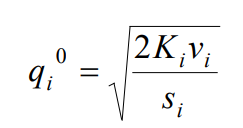 q_i^0 = √(2K_i v_i / s_i)